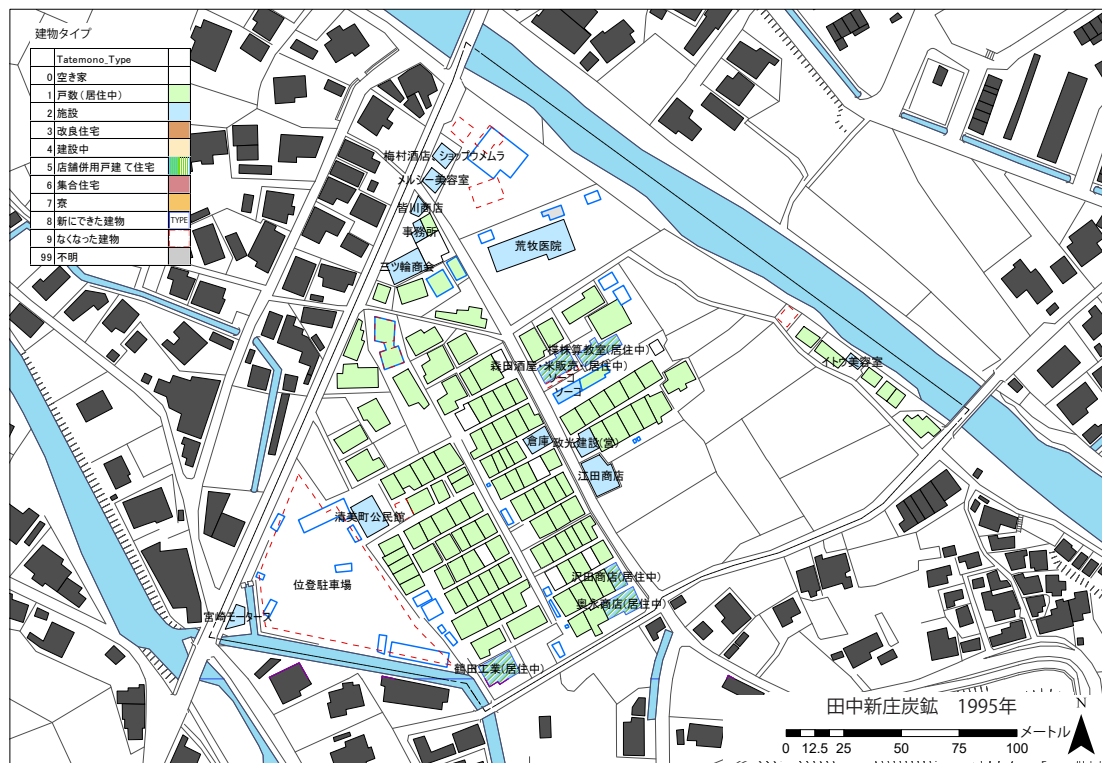 建物タイプ
Tatemono_Type
0 空き家
1 戸数(居住中)
2 施設
3 改良住宅
4 建設中
5 店舗併用戸建て住宅
6 集合住宅
7 寮
8 新にできた建物 TYPE
9 なくなった建物
99 不明
梅村酒店、ショップウメムラ
メルシー美容室
皆川商店
事務所
三ツ輪商会
荒牧医院
珠算教室(居住中)
森田酒屋・米販売(居住中)
ソーコ
ソーコ
イトウ美容室
倉庫
政光建設(営)
江田商店
清美町公民館
位登駐車場
沢田商店(居住中)
奥永商店(居住中)
宮崎モータース
鶴田工業(居住中)
田中新庄炭鉱 1995年
N
メートル
0 12.5 25 50 75 100